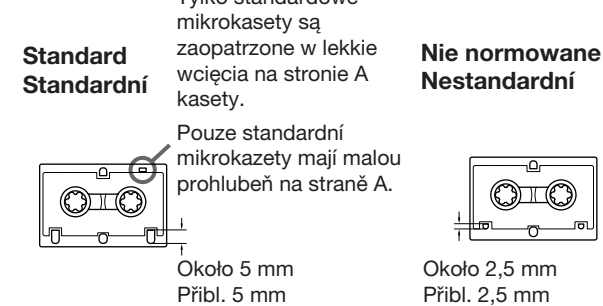 Tylko standardowe
mikrokasety są
zaopatrzone w lekkie
wcięcia na stronie A
kasety.
Standard
Standardní
Pouze standardní
mikrokazety mají malou
prohlubeň na straně A.
Około 5 mm
Přibl. 5 mm
Nie normowane
Nestandardní
Około 2,5 mm
Přibl. 2,5 mm